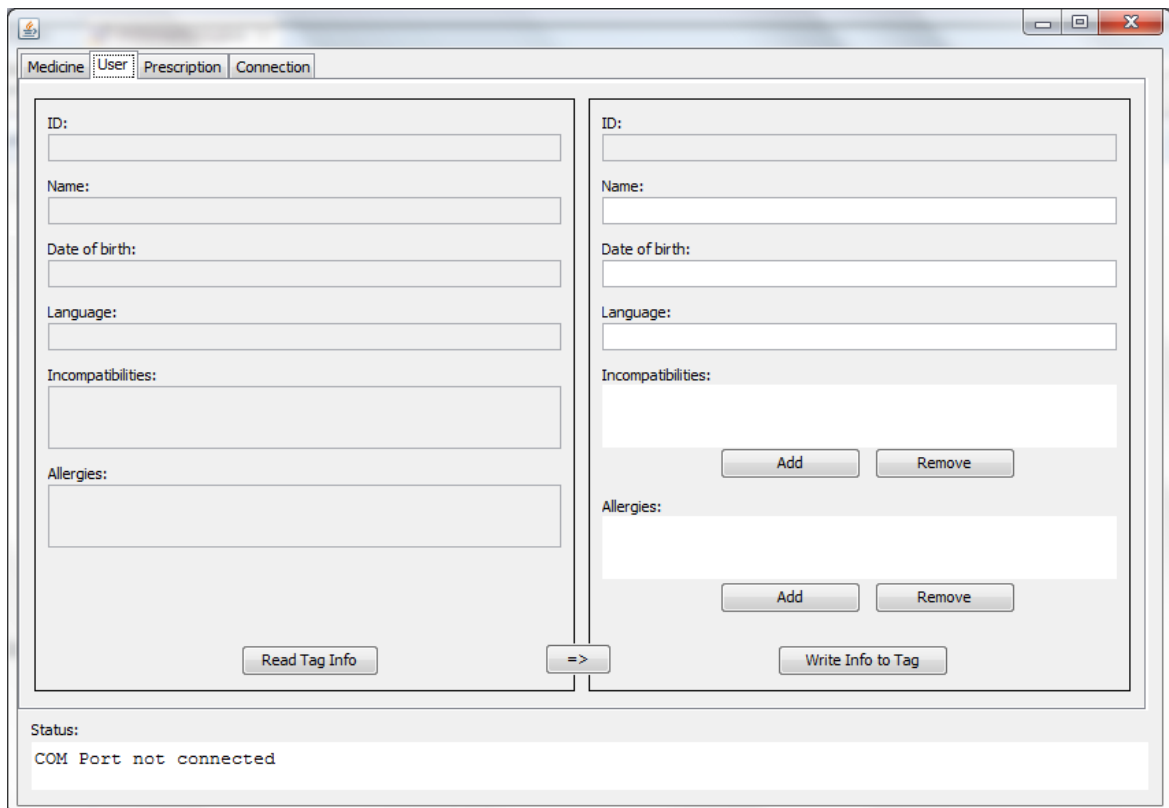 Medicine User Prescription Connection
ID:
Name:
Date of birth:
Language:
Incompatibilities:
Allergies:
Read Tag Info
=>
ID:
Name:
Date of birth:
Language:
Incompatibilities:
Add Remove
Allergies:
Add Remove
Write Info to Tag
Status:
COM Port not connected